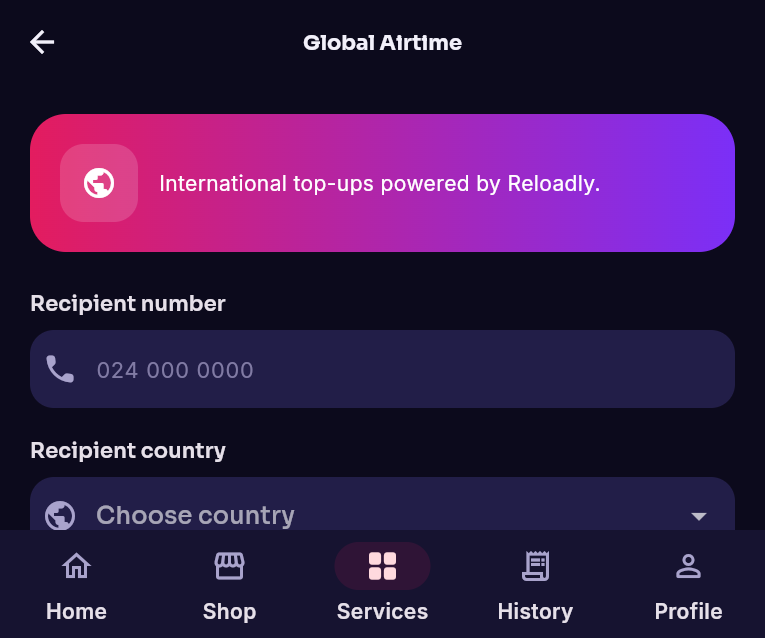 Global Airtime
International top-ups powered by Reloadly.
Recipient number
024 000 0000
Recipient country
Choose country
Home
Shop
Services
History
Profile